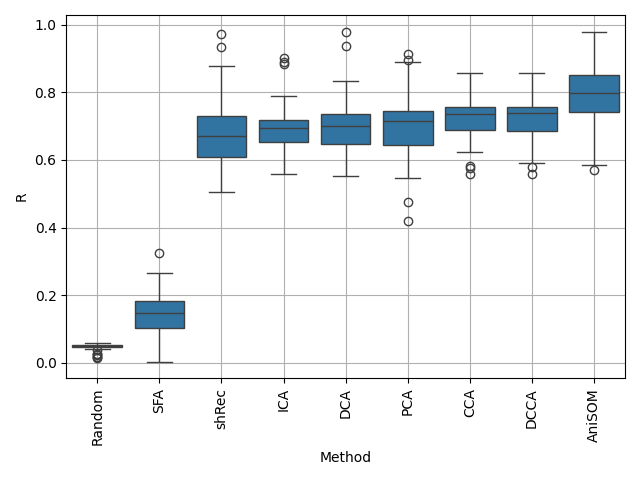 1.0
0.8
0.6
0.4
0.2
0.0
R
Random
SFA
shRec
ICA
DCA
PCA
CCA
DCCA
AniSOM
Method